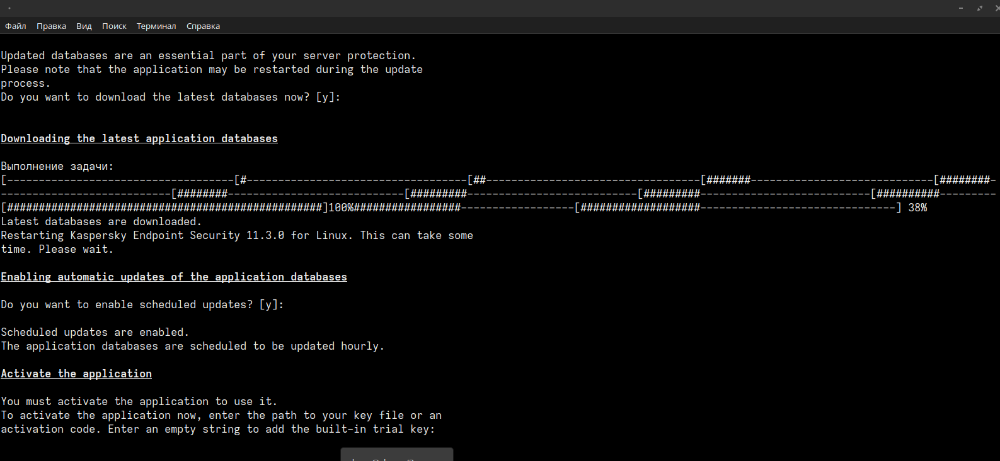 Файл Правка Вид Поиск Терминал Справка
Updated databases are an essential part of your server protection.
Please note that the application may be restarted during the update
process.
Do you want to download the latest databases now? [y]:
Downloading the latest application databases
Выполнение задачи:
[------------------------------------[#-----------------------------------[##----------------------------------[#######-----------------------------[########-
---------------------------[########----------------------------[#########---------------------------[#########---------------------------[##########---------
[##################################################]100%#################------------------[###################-------------------------------] 38%
Latest databases are downloaded.
Restarting Kaspersky Endpoint Security 11.3.0 for Linux. This can take some
time. Please wait.
Enabling automatic updates of the application databases
Do you want to enable scheduled updates? [y]:
Scheduled updates are enabled.
The application databases are scheduled to be updated hourly.
Activate the application
You must activate the application to use it.
To activate the application now, enter the path to your key file or an
activation code. Enter an empty string to add the built-in trial key: